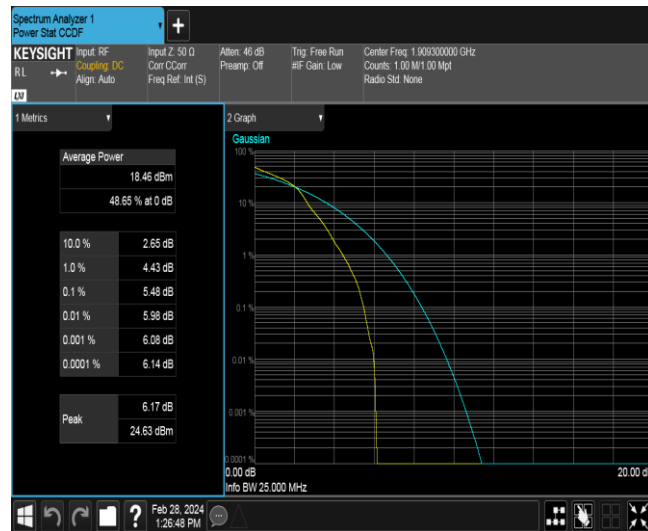 Spectrum Analyzer 1
Power Stat CCDF
KEYSIGHT
RL
LXI
Input: RF
Coupling: DC
Align: Auto
Input Z: 50 Ω
Corr CCorr
Freq Ref: Int (S)
Atten: 46 dB
Preamp: Off
Trig: Free Run
#IF Gain: Low
Center Freq: 1.909300000 GHz
Counts: 1.00 M/1.00 Mpt
Radio Std: None
1 Metrics
Average Power
18.46 dBm
48.65 % at 0 dB
10.0 % 2.65 dB
1.0 % 4.43 dB
0.1 % 5.48 dB
0.01 % 5.98 dB
0.001 % 6.08 dB
0.0001 % 6.14 dB
Peak
6.17 dB
24.63 dBm
2 Graph
Gaussian
100 %
10 %
1 %
0.1 %
0.01 %
0.001 %
0.0001 %
0.00 dB
20.00 d
Info BW 25.000 MHz
?
Feb 28, 2024
1:26:48 PM